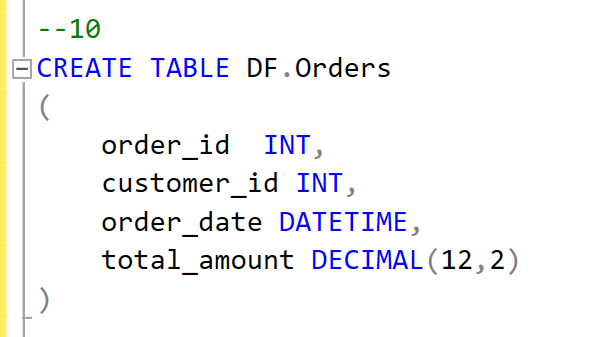 --10
CREATE TABLE DF.Orders
(
    order_id  INT,
    customer_id INT,
    order_date DATETIME,
    total_amount DECIMAL(12,2)
)